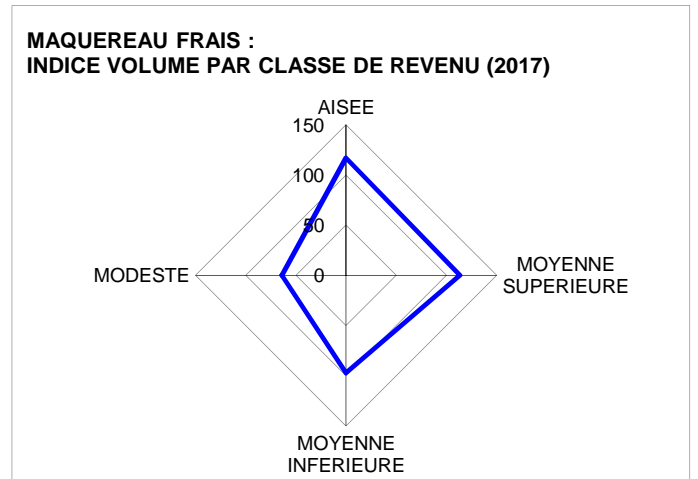 MAQUEREAU FRAIS :
INDICE VOLUME PAR CLASSE DE REVENU (2017)
AISEE
150
100
50
MODESTE
0
MOYENNE
SUPERIEURE
MOYENNE
INFERIEURE